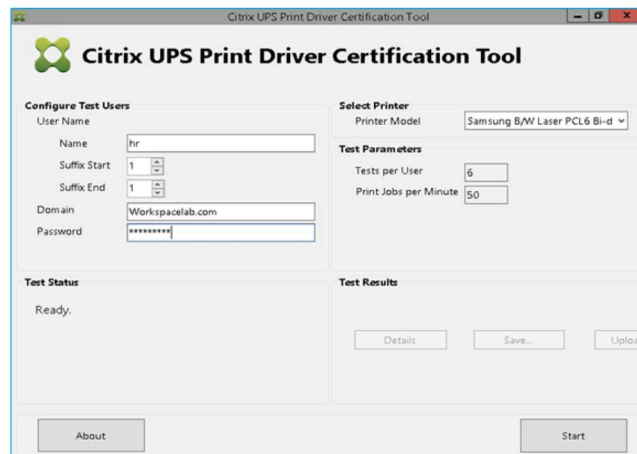 Citrix UPS Print Driver Certification Tool
Citrix UPS Print Driver Certification Tool
Configure Test Users
User Name
Name hr
Suffix Start 1
Suffix End 1
Domain Workspacelab.com
Password *********
Select Printer
Printer Model Samsung B/W Laser PCL6 Bi-d
Test Parameters
Tests per User 6
Print Jobs per Minute 50
Test Status
Ready.
Test Results
Details Save... Uploa
About Start